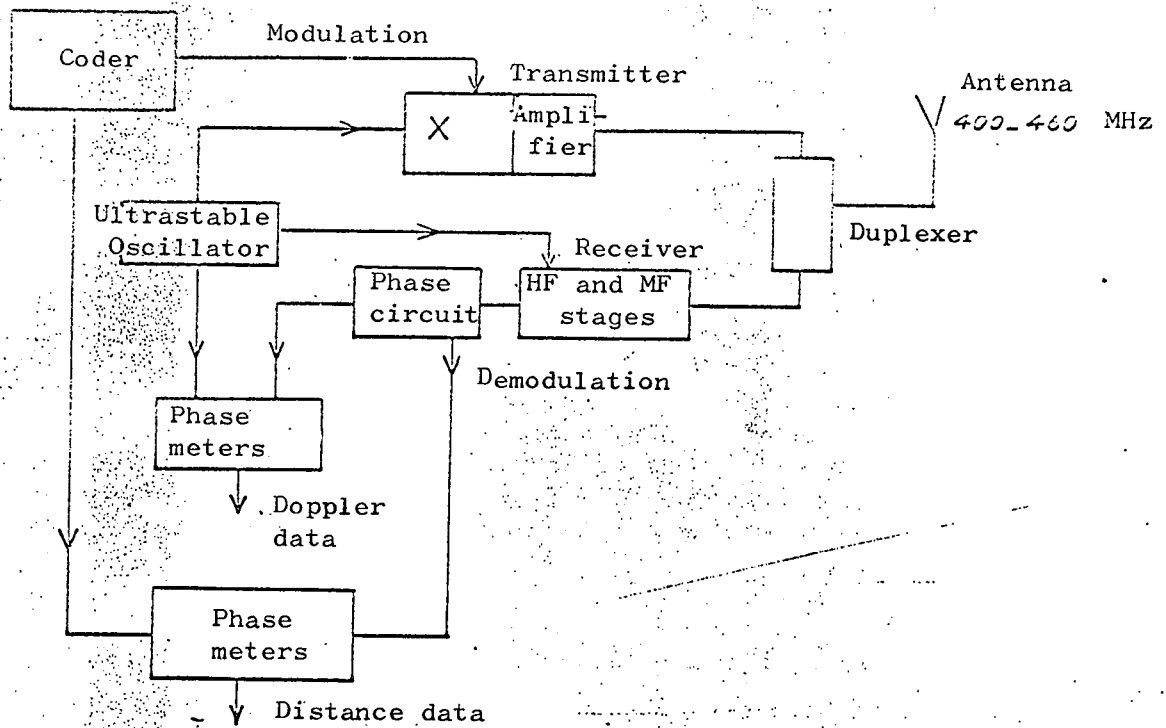 Modulation
Coder
Transmitter
Antenna
X
Ampli-
fier
400-460 MHz
Ultrastable
Oscillator
Duplexer
Receiver
Phase
circuit
HF and MF
stages
Demodulation
Phase
meters
Doppler
data
Phase
meters
Distance data